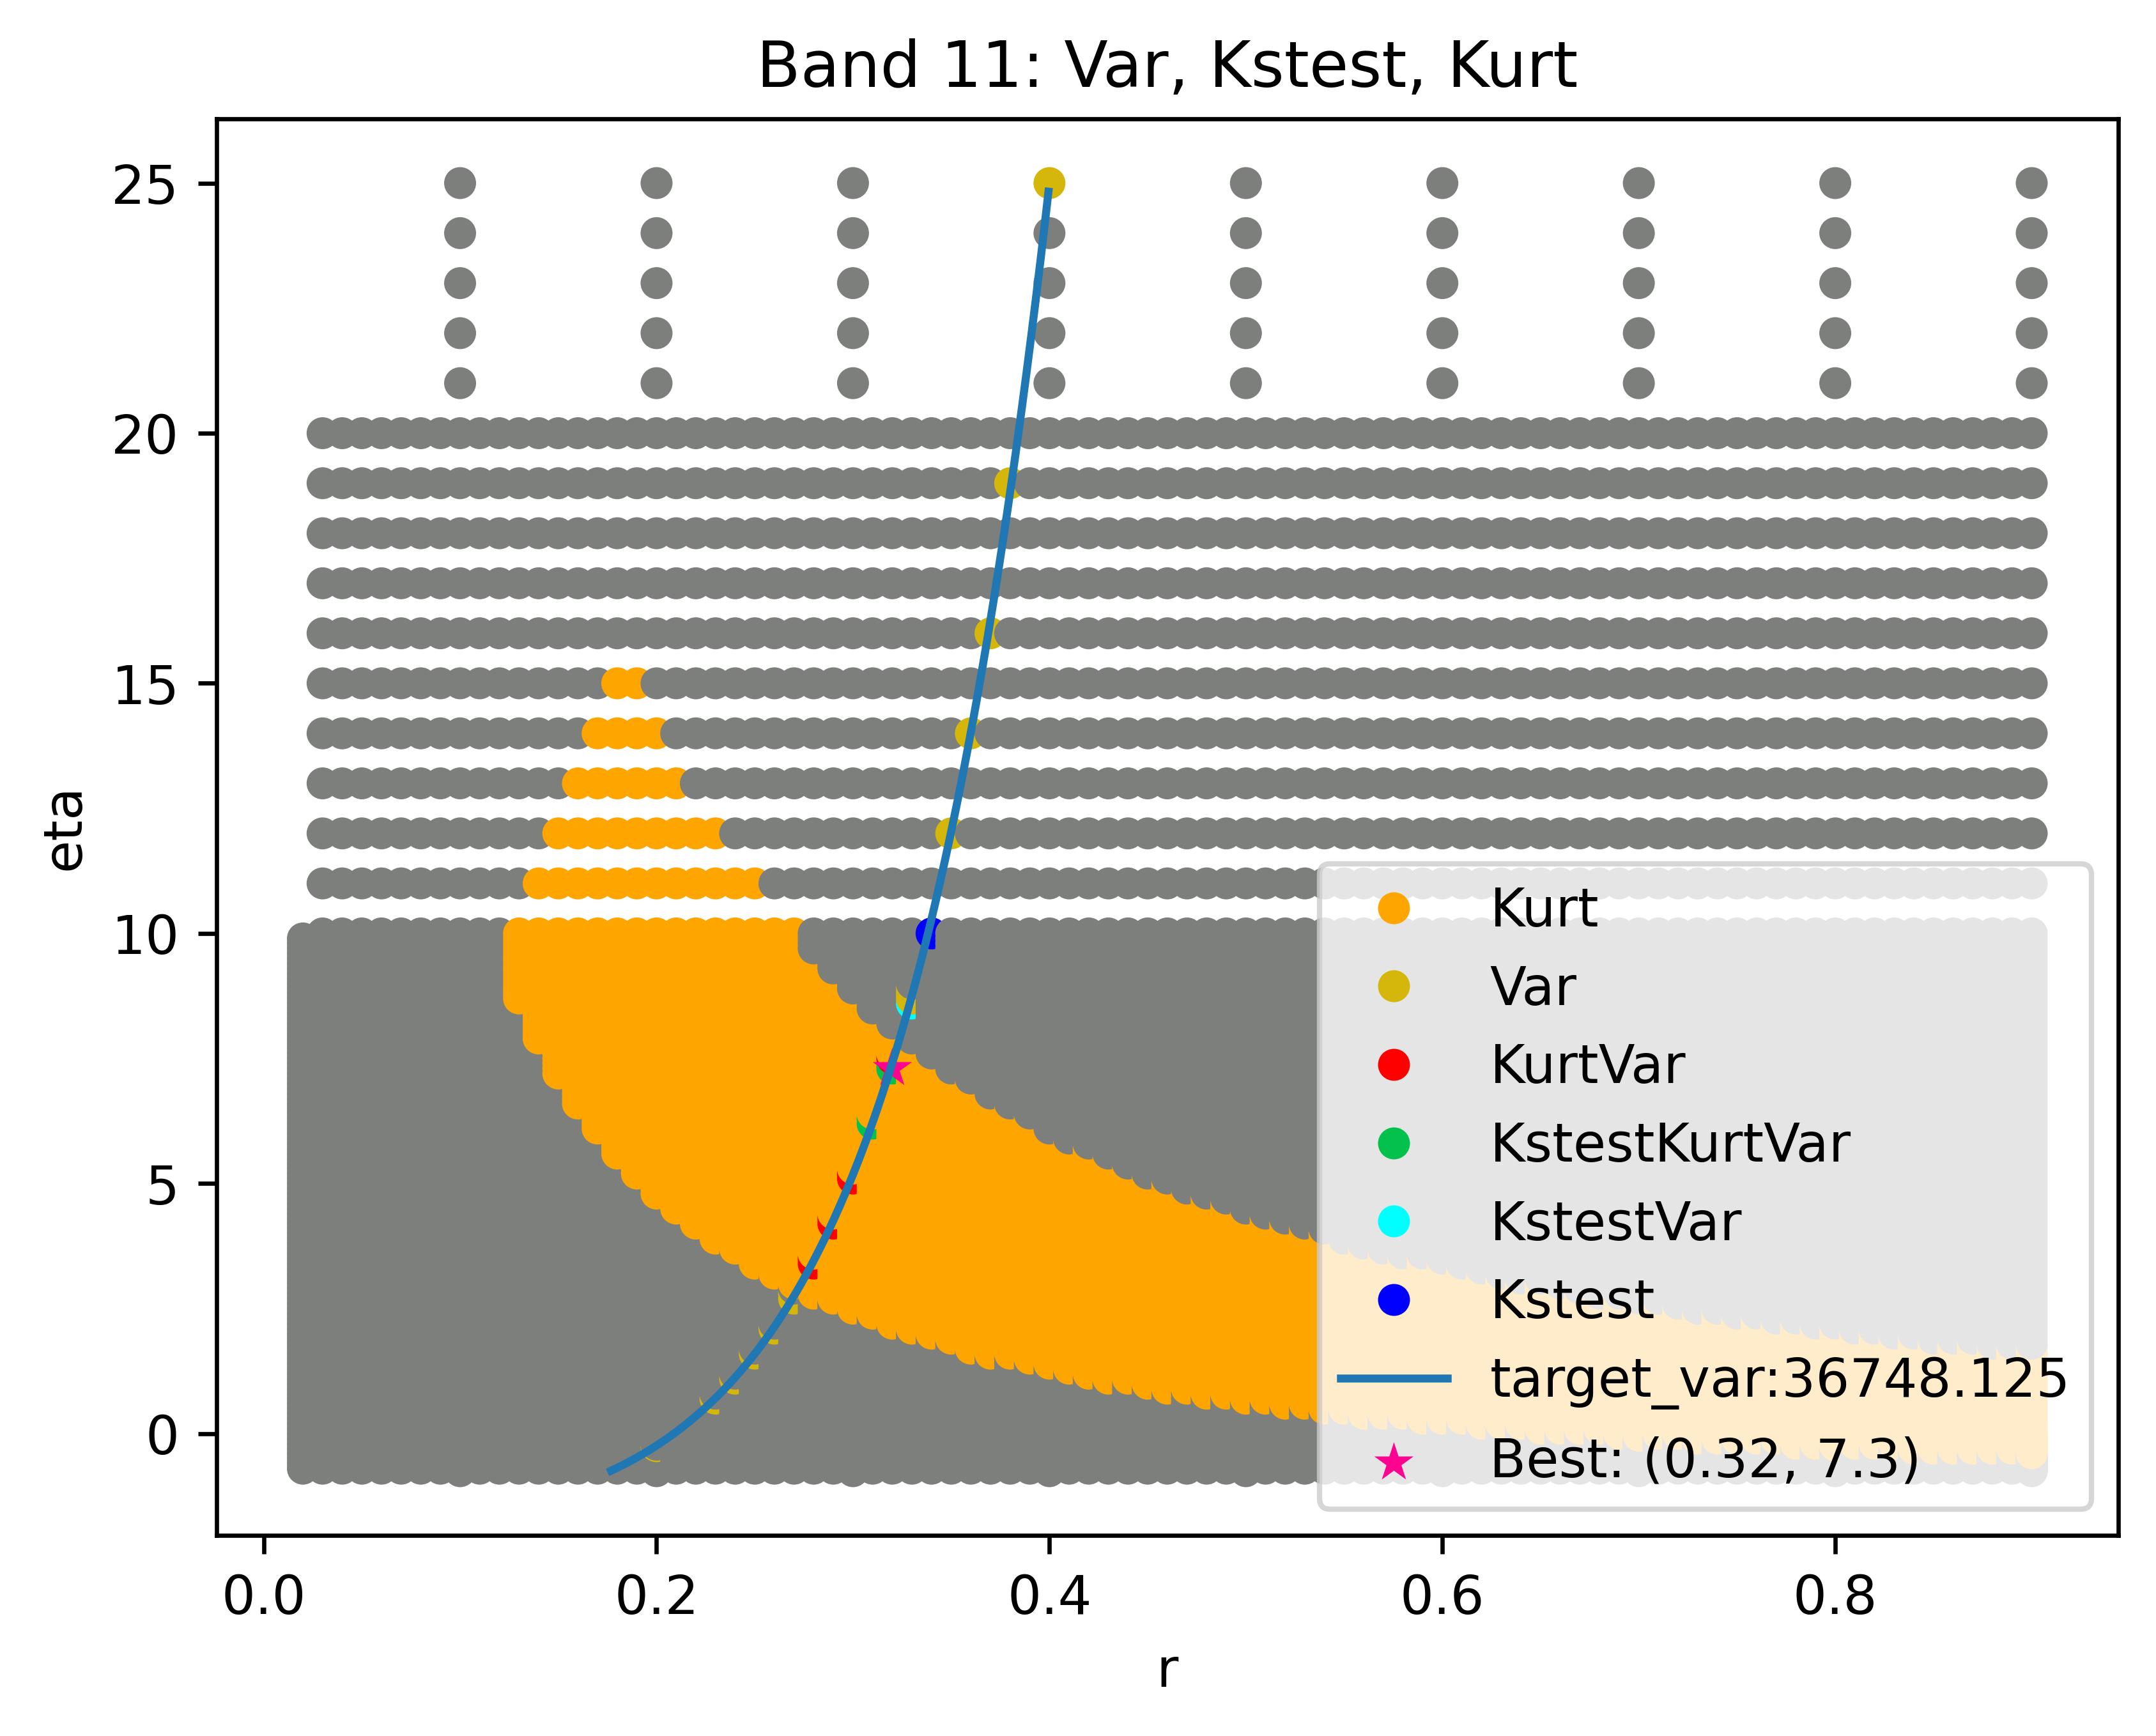 Band 11: Var, Kstest, Kurt
25
20
15
10
5
0
eta
Kurt
Var
KurtVar
KstestKurtVar
KstestVar
Kstest
target_var:36748.125
Best: (0.32, 7.3)
0.0 0.2 0.4 0.6 0.8
r